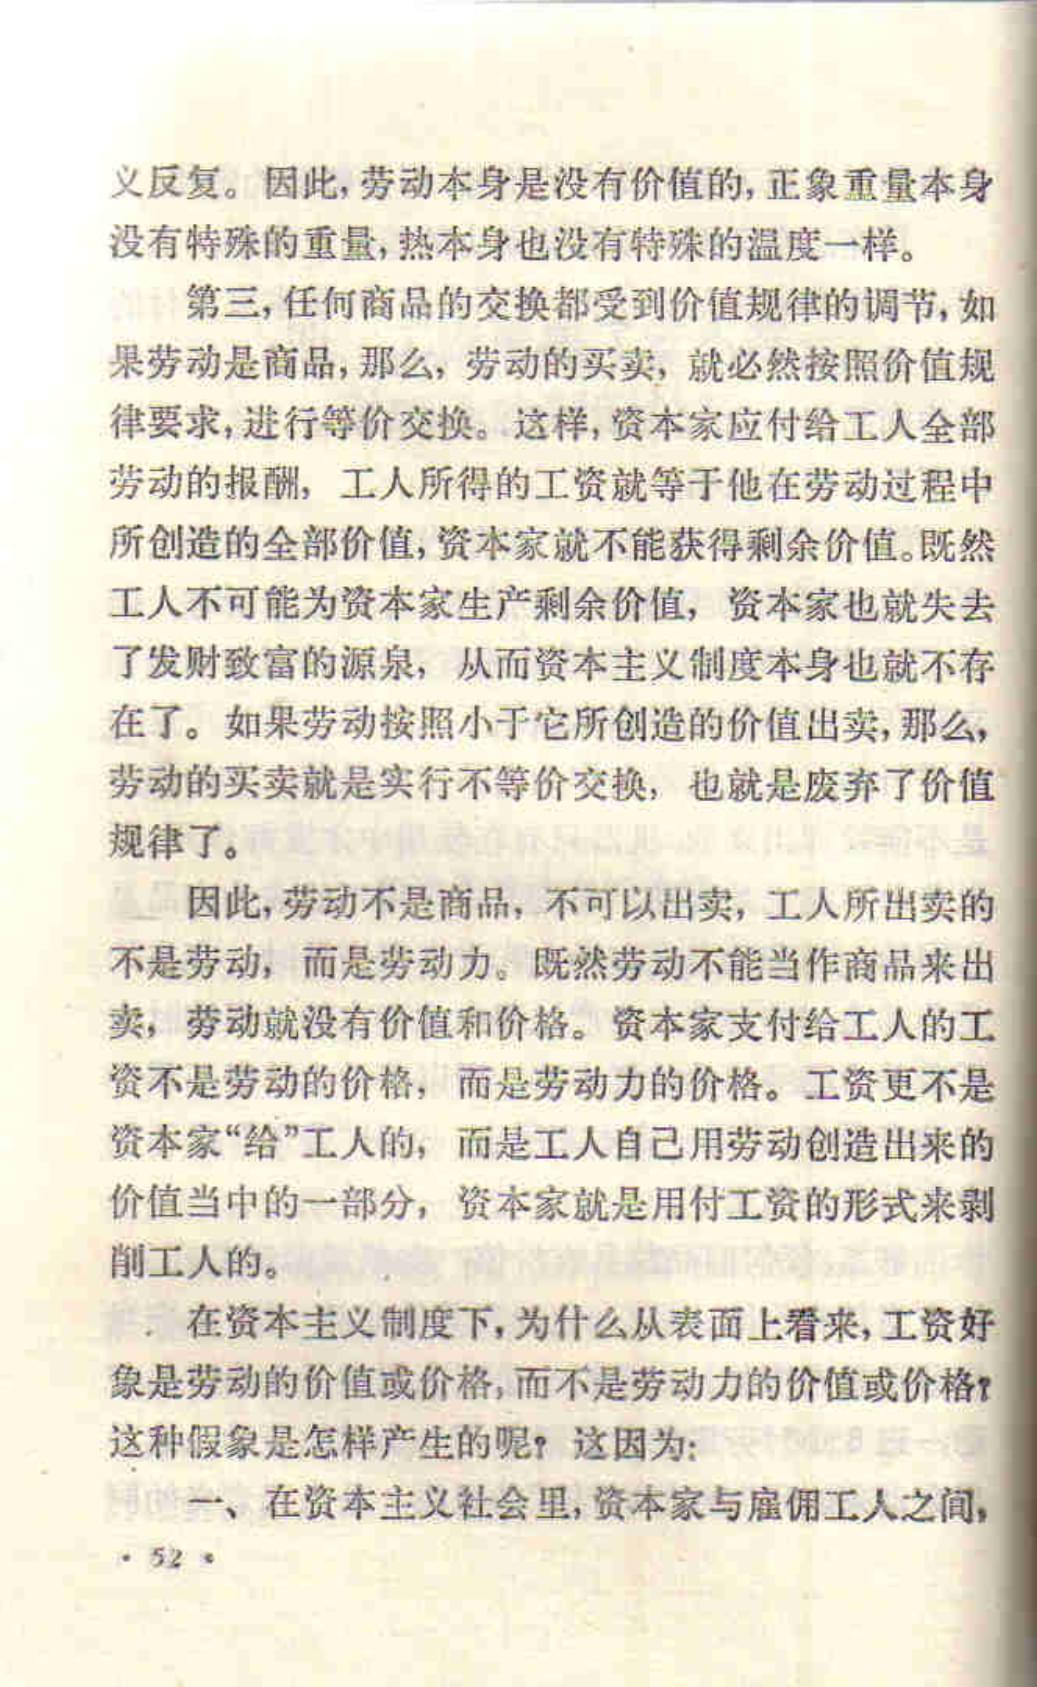 义反复。因此,劳动本身是没有价值的,正象重量本身
没有特殊的重量,热本身也没有特殊的温度一样。
第三,任何商品的交换都受到价值规律的调节,如
果劳动是商品,那么,劳动的买卖,就必然按照价值规
律要求,进行等价交换。这样,资本家应付给工人全部
劳动的报酬,工人所得的工资就等于他在劳动过程中
所创造的全部价值,资本家就不能获得剩余价值。既然
工人不可能为资本家生产剩余价值,资本家也就失去
了发财致富的源泉,从而资本主义制度本身也就不存
在了。如果劳动按照小于它所创造的价值出卖,那么,
劳动的买卖就是实行不等价交换,也就是废弃了价值
规律了。
因此,劳动不是商品,不可以出卖,工人所出卖的
不是劳动,而是劳动力。既然劳动不能当作商品来出
卖,劳动就没有价值和价格。资本家支付给工人的工
资不是劳动的价格,而是劳动力的价格。工资更不是
资本家“给”工人的,而是工人自己用劳动创造出来的
价值当中的一部分,资本家就是用付工资的形式来剥
削工人的。
在资本主义制度下,为什么从表面上看来,工资好
象是劳动的价值或价格,而不是劳动力的价值或价格?
这种假象是怎样产生的呢?这因为:
一、在资本主义社会里,资本家与雇佣工人之间,
• 52 •